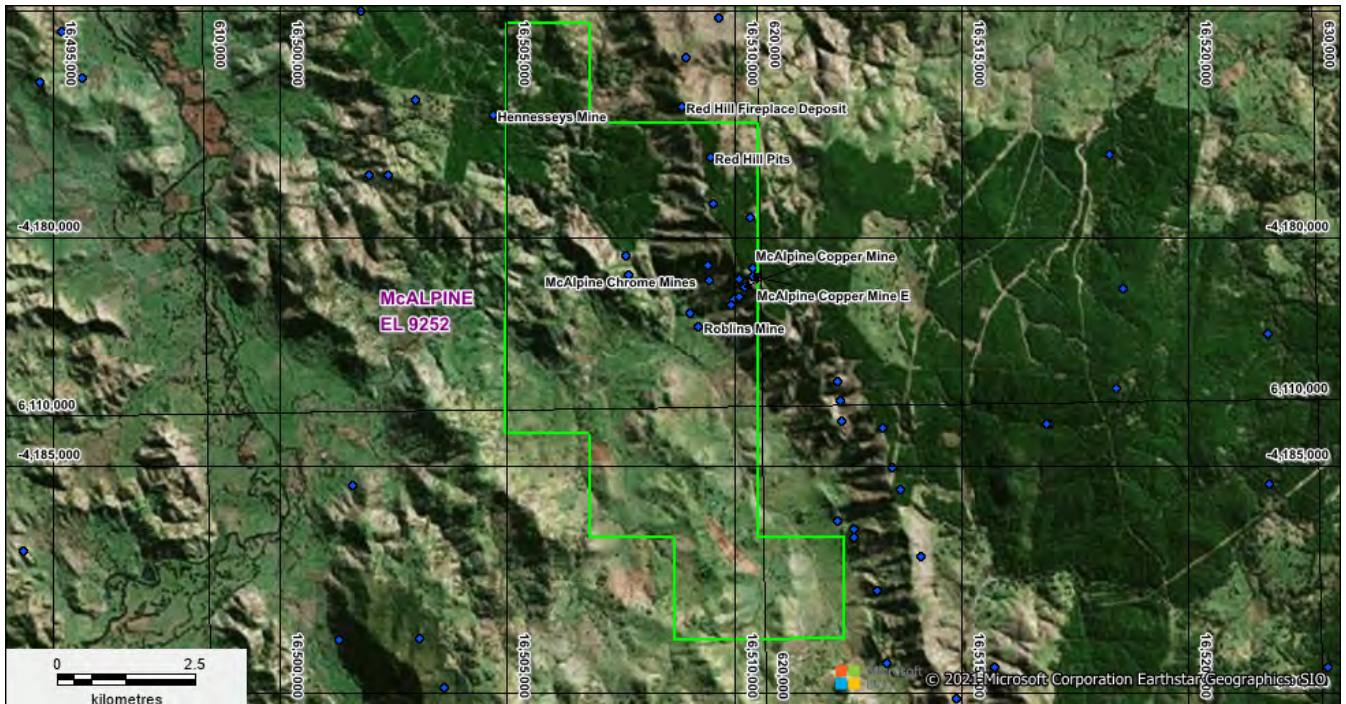 16,495,000
610,000
16,500,000
16,505,000
16,510,000
620,000
16,515,000
16,520,000
630,000
Red Hill Fireplace Deposit
Hennesseys Mine
Red Hill Pits
-4,180,000
-4,180,000
McAlpine Copper Mine
McAlpine Chrome Mines
McALPINE
EL 9252
McAlpine Copper Mine E
Roblins Mine
6,110,000
6,110,000
-4,185,000
-4,185,000
16,500,000
16,505,000
16,510,000
620,000
16,520,000
0 2.5
kilometres
Microsoft
© 2021 Microsoft Corporation Earthstar Geographics SIO